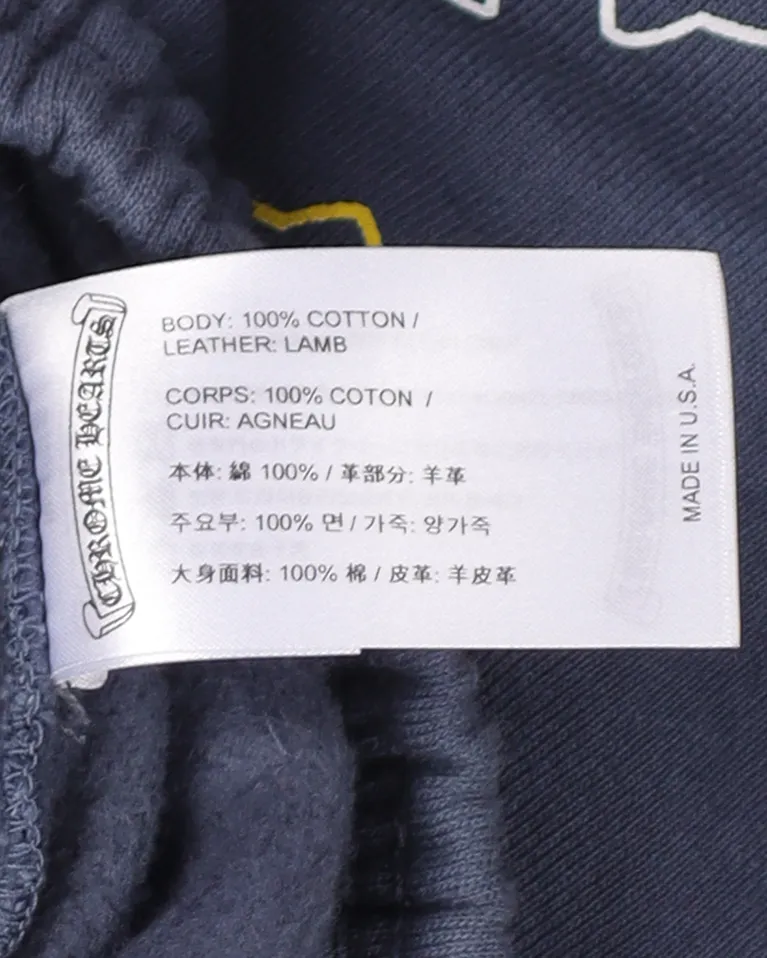 CHROME HEARTS
BODY: 100% COTTON /
LEATHER: LAMB
CORPS: 100% COTON /
CUIR: AGNEAU
本体: 綿 100% / 革部分: 羊革
주요부: 100% 면 / 가죽: 양가죽
大身面料: 100% 棉 / 皮革: 羊皮革
MADE IN U.S.A.